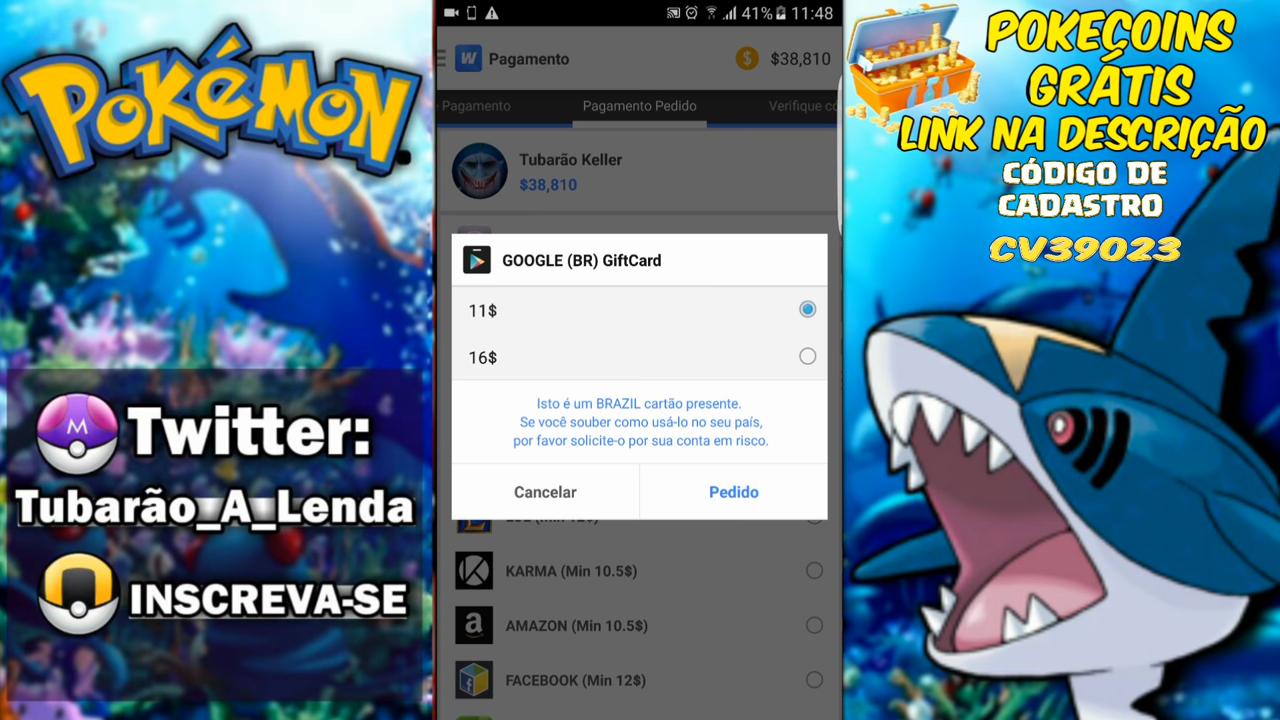 POKÉMON
Twitter:
Tubarão_A_Lenda
INSCREVA-SE
41% 11:48
W Pagamento $38,810
Pagamento Pagamento Pedido Verifique
Tubarão Keller
$38,810
GOOGLE (BR) GiftCard
11$
16$
Isto é um BRAZIL cartão presente.
Se você souber como usá-lo no seu país,
por favor solicite-o por sua conta em risco.
Cancelar Pedido
KARMA (Min 10.5$)
AMAZON (Min 10.5$)
FACEBOOK (Min 12$)
POKECOINS
GRÁTIS
LINK NA DESCRIÇÃO
CÓDIGO DE
CADASTRO
CV39023